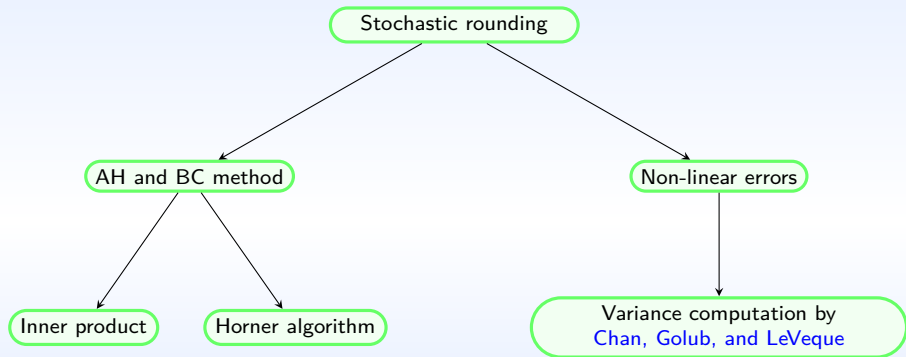 Stochastic rounding
AH and BC method
Non-linear errors
Inner product
Horner algorithm
Variance computation by
Chan, Golub, and LeVeque